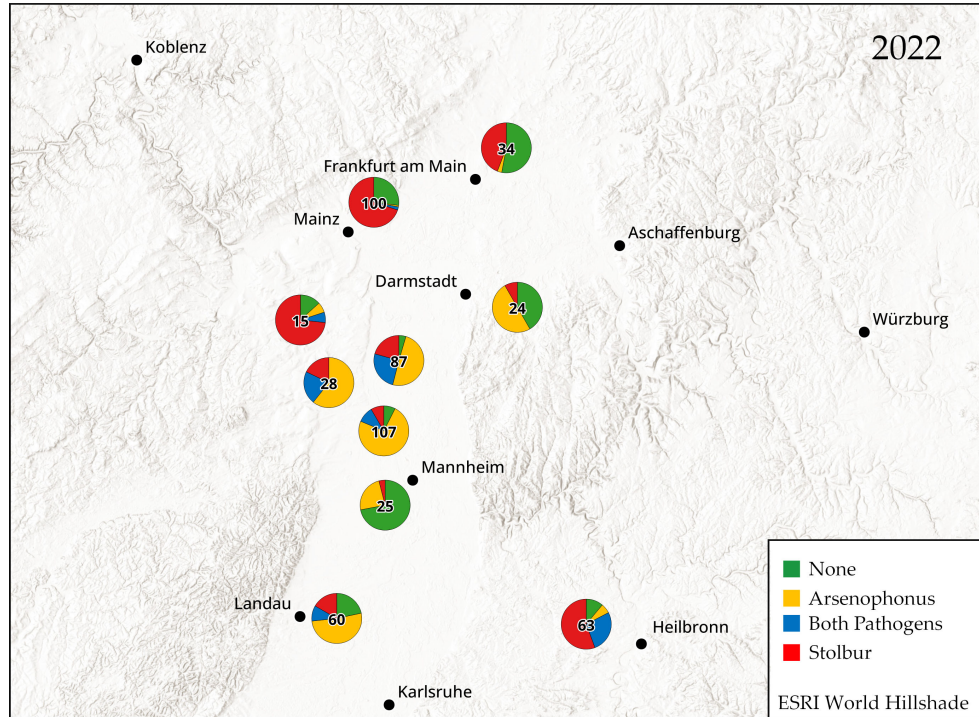 Koblenz
2022
34
Frankfurt am Main
100
Mainz
Aschaffenburg
Darmstadt
24
15
Würzburg
87
28
107
Mannheim
25
Landau
60
63
Heilbronn
Karlsruhe
None
Arsenophonus
Both Pathogens
Stolbur
ESRI World Hillshade